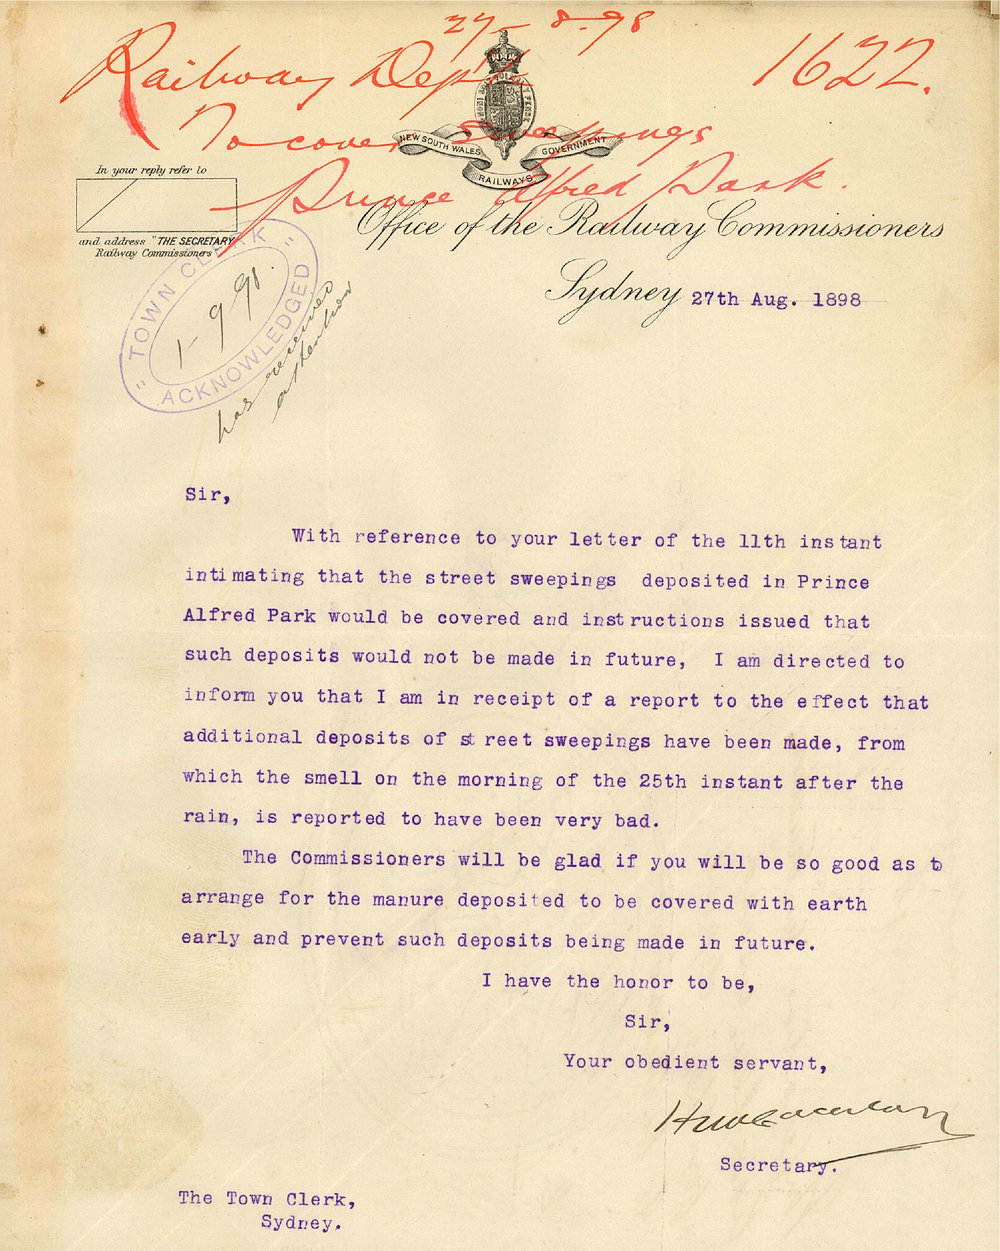 27-8-98
Railway Dept 1622.
To cover Sweepings
Prince Alfred Park.
NEW SOUTH WALES GOVERNMENT
RAILWAYS
In your reply refer to
and address "THE SECRETARY
Railway Commissioners"
Office of the Railway Commissioners
Sydney 27th Aug. 1898
"TOWN CLERK"
1-9 98.
ACKNOWLEDGED
has received
attention
Sir,
With reference to your letter of the 11th instant
intimating that the street sweepings deposited in Prince
Alfred Park would be covered and instructions issued that
such deposits would not be made in future, I am directed to
inform you that I am in receipt of a report to the effect that
additional deposits of street sweepings have been made, from
which the smell on the morning of the 25th instant after the
rain, is reported to have been very bad.
The Commissioners will be glad if you will be so good as to
arrange for the manure deposited to be covered with earth
early and prevent such deposits being made in future.
I have the honor to be,
Sir,
Your obedient servant,
Secretary.
The Town Clerk,
Sydney.